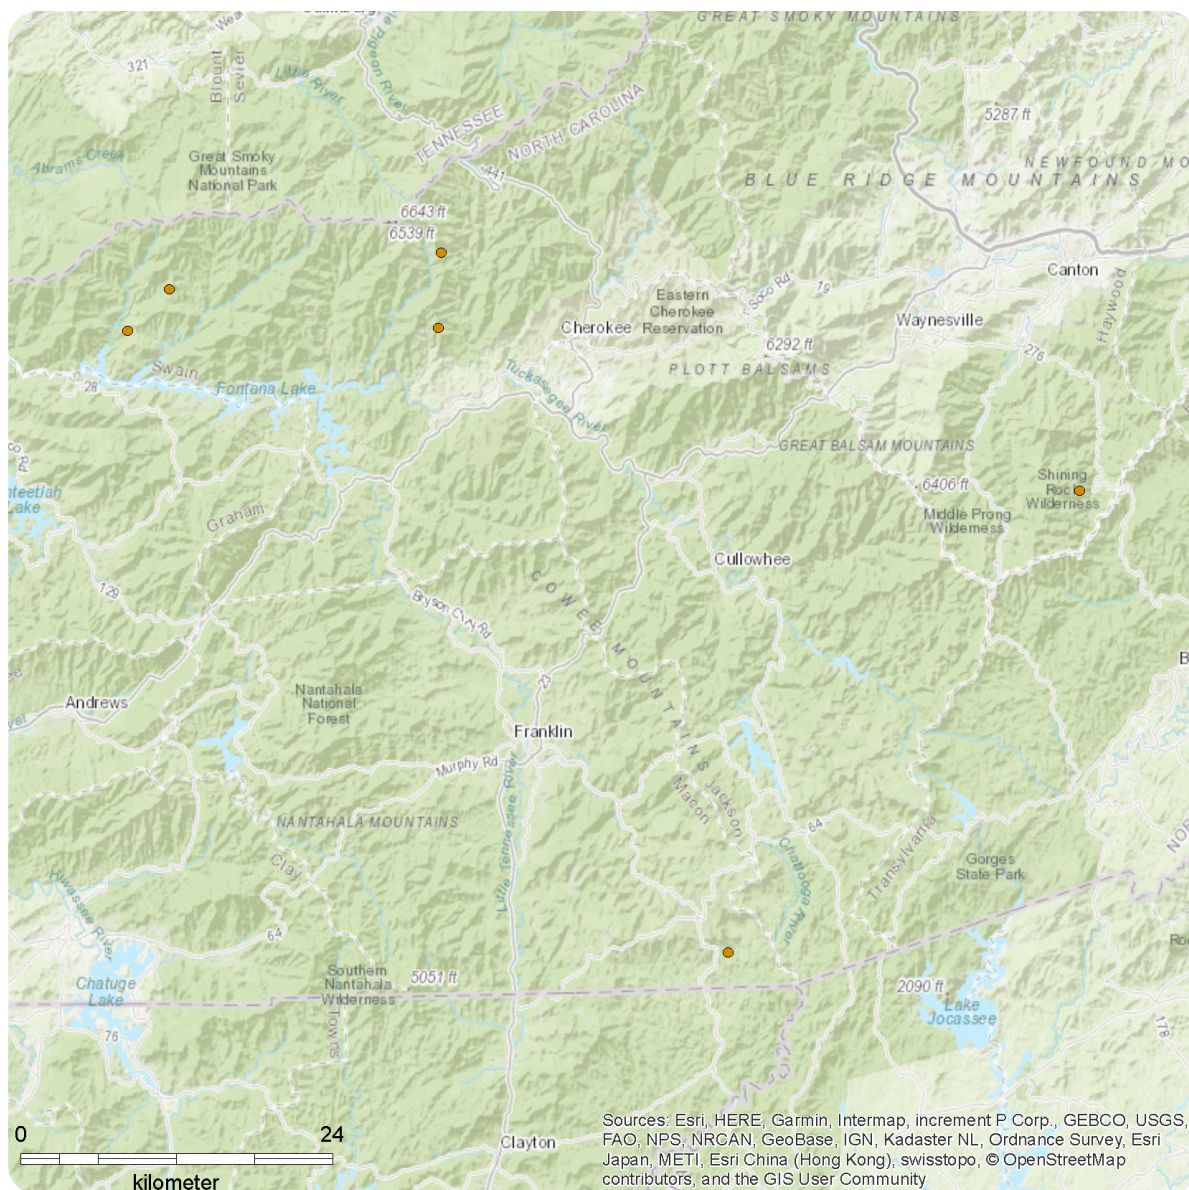 GREAT SMOKY MOUNTAINS
321
Blount
Sevier
Little River
Pigeon River
TENNESSEE
NORTH CAROLINA
5287 ft
Abrams Creek
Great Smoky
Mountains
National Park
441
NEWFOUND MO
BLUE RIDGE MOUNTAINS
6643 ft
6539 ft
Canton
Soco Rd
19
Haywood
Eastern
Cherokee
Reservation
Cherokee
Waynesville
6292 ft
276
Swain
PLOTT BALSAMS
28
Fontana Lake
Tuckasegee River
GREAT BALSAM MOUNTAINS
co Rd
nteetlah
Lake
6406 ft
Shining
Rock
Wilderness
Graham
Middle Prong
Wilderness
Cullowhee
129
COWEE MOUNTAINS
Bryson City Rd
B
ee
23
Andrews
ver
Nantahala
National
Forest
Franklin
Murphy Rd
Little Tennessee River
Jackson
Macon
NANTAHALA MOUNTAINS
64
Clay
Chattooga River
Transylvania
NOR
Gorges
State Park
Hiwassee River
64
Ro
Southern
Nantahala
Wilderness
5051 ft
Chatuge
Lake
2090 ft
Lake
Jocassee
76
Towns
178
Clayton
0 24
kilometer
Sources: Esri, HERE, Garmin, Intermap, increment P Corp., GEBCO, USGS,
FAO, NPS, NRCAN, GeoBase, IGN, Kadaster NL, Ordnance Survey, Esri
Japan, METI, Esri China (Hong Kong), swisstopo, © OpenStreetMap
contributors, and the GIS User Community